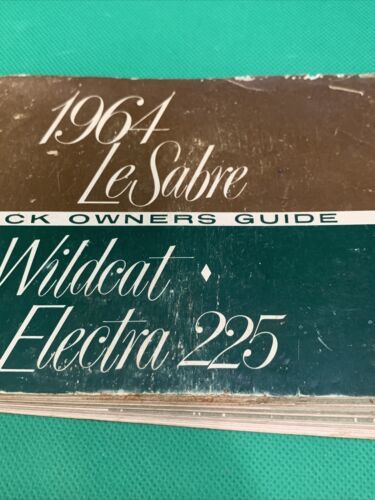 1964
LeSabre
CK OWNERS GUIDE
Wildcat
Electra 225